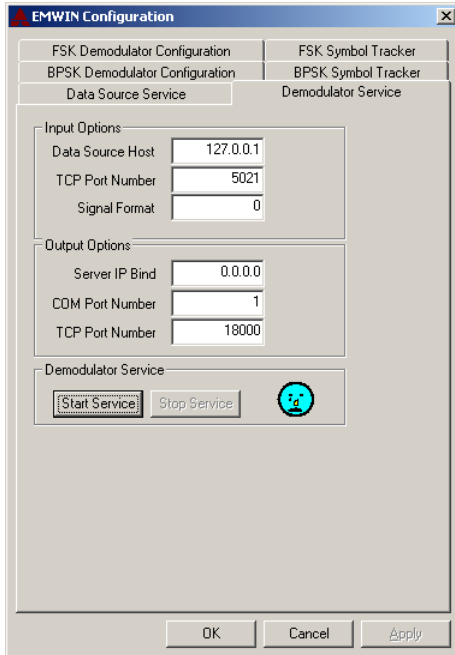 EMWIN Configuration
FSK Demodulator Configuration
FSK Symbol Tracker
BPSK Demodulator Configuration
BPSK Symbol Tracker
Data Source Service
Demodulator Service
Input Options
Data Source Host 127.0.0.1
TCP Port Number 5021
Signal Format 0
Output Options
Server IP Bind 0.0.0.0
COM Port Number 1
TCP Port Number 18000
Demodulator Service
Start Service Stop Service
OK Cancel Apply